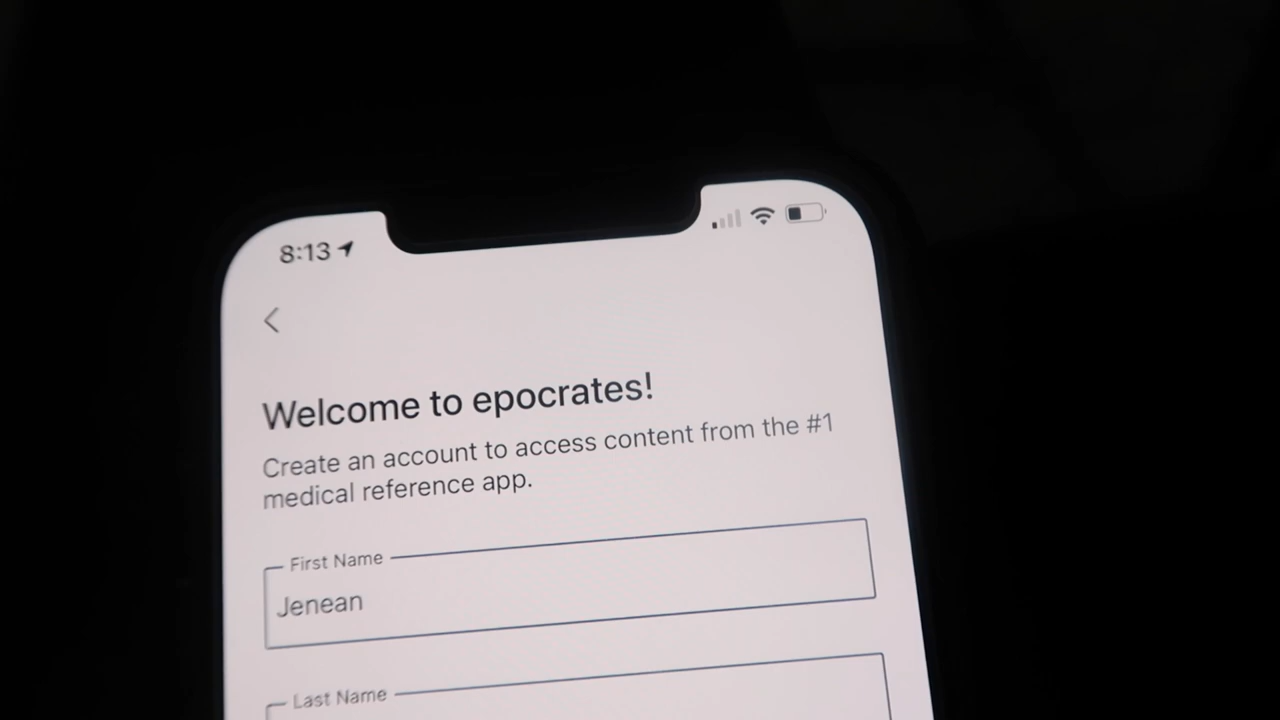 8:13
Welcome to epocrates!
Create an account to access content from the #1
medical reference app.
First Name
Jenean
Last Name